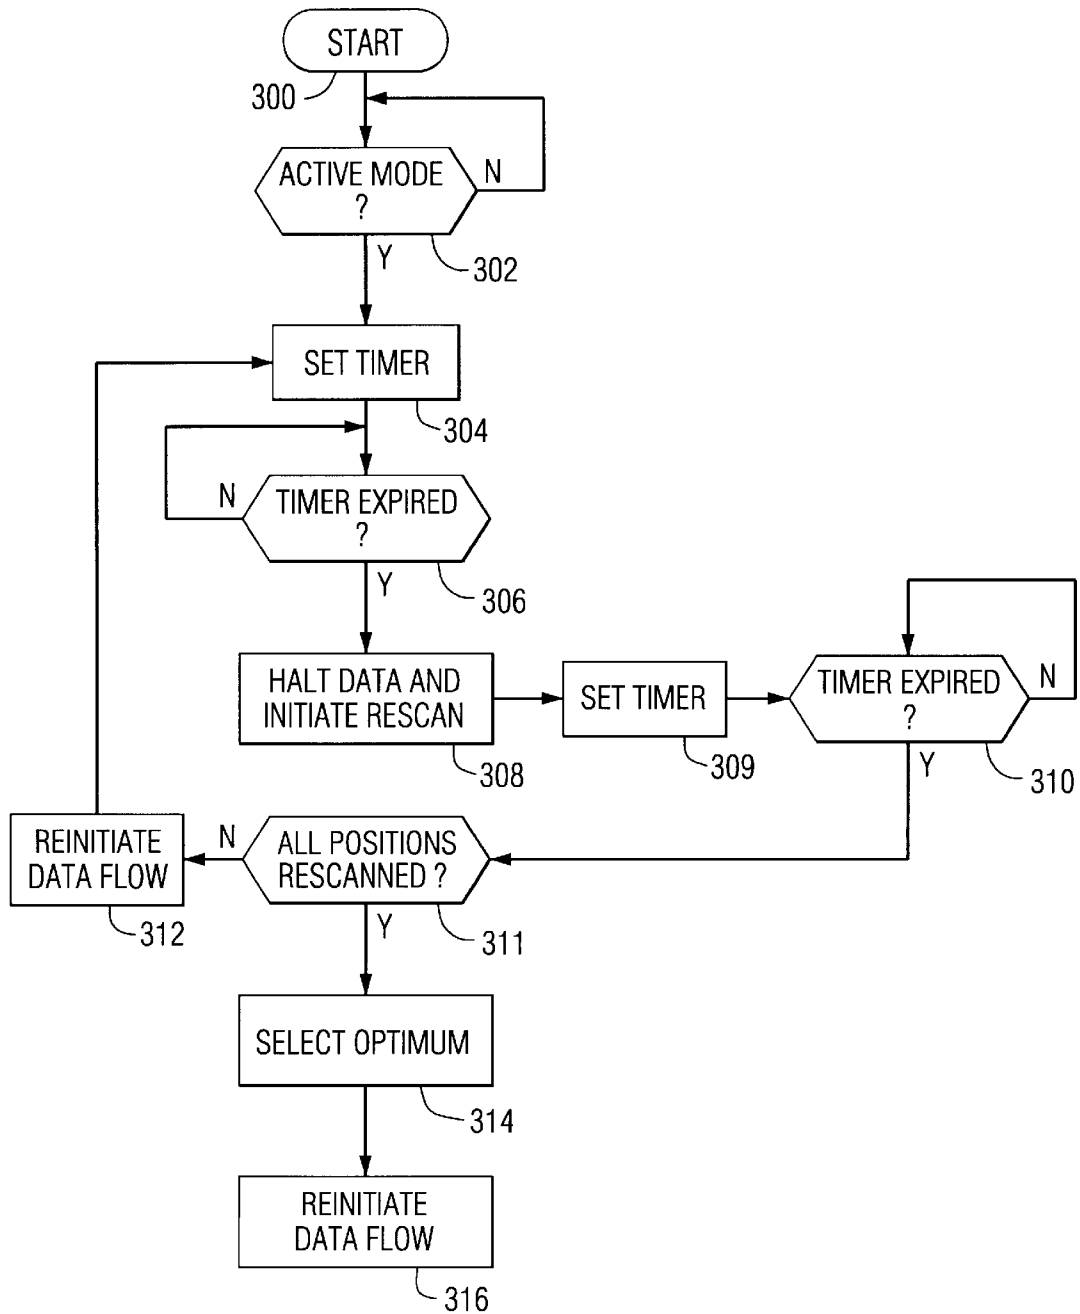 START
300
ACTIVE MODE
?
N
Y
302
SET TIMER
304
N
TIMER EXPIRED
?
Y
306
HALT DATA AND
INITIATE RESCAN
308
SET TIMER
309
TIMER EXPIRED
?
N
Y
310
ALL POSITIONS
RESCANNED ?
N
Y
311
REINITIATE
DATA FLOW
312
SELECT OPTIMUM
314
REINITIATE
DATA FLOW
316